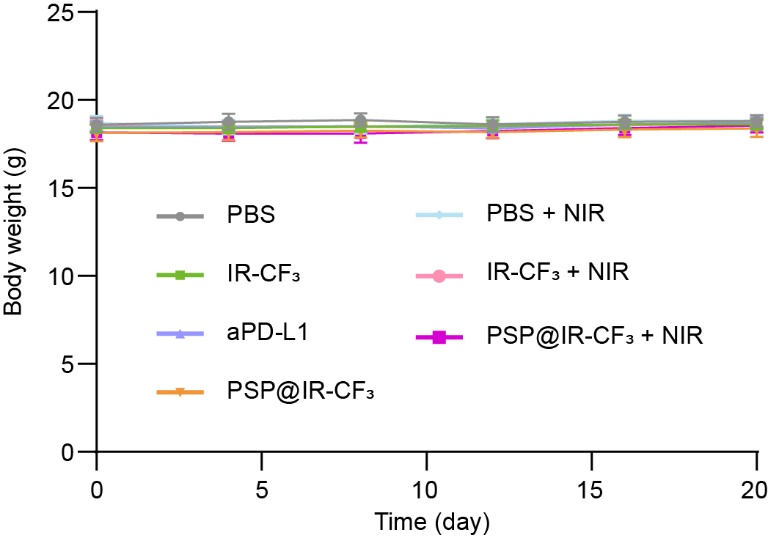 25
20
15
10
5
0
Body weight (g)
PBS
PBS + NIR
IR-CF₃
IR-CF₃ + NIR
aPD-L1
PSP@IR-CF₃ + NIR
PSP@IR-CF₃
0 5 10 15 20
Time (day)